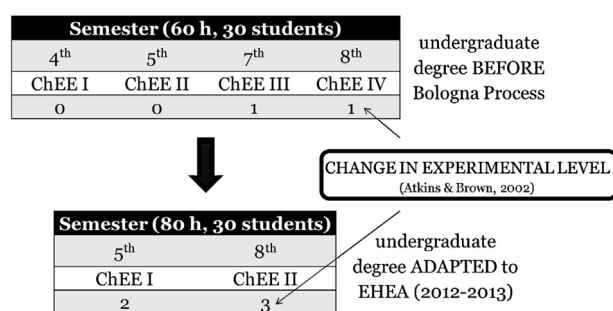 Semester (60 h, 30 students)
4th 5th 7th 8th
ChEE I ChEE II ChEE III ChEE IV
0 0 1 1
undergraduate
degree BEFORE
Bologna Process
CHANGE IN EXPERIMENTAL LEVEL
(Atkins & Brown, 2002)
Semester (80 h, 30 students)
5th 8th
ChEE I ChEE II
2 3
undergraduate
degree ADAPTED to
EHEA (2012-2013)